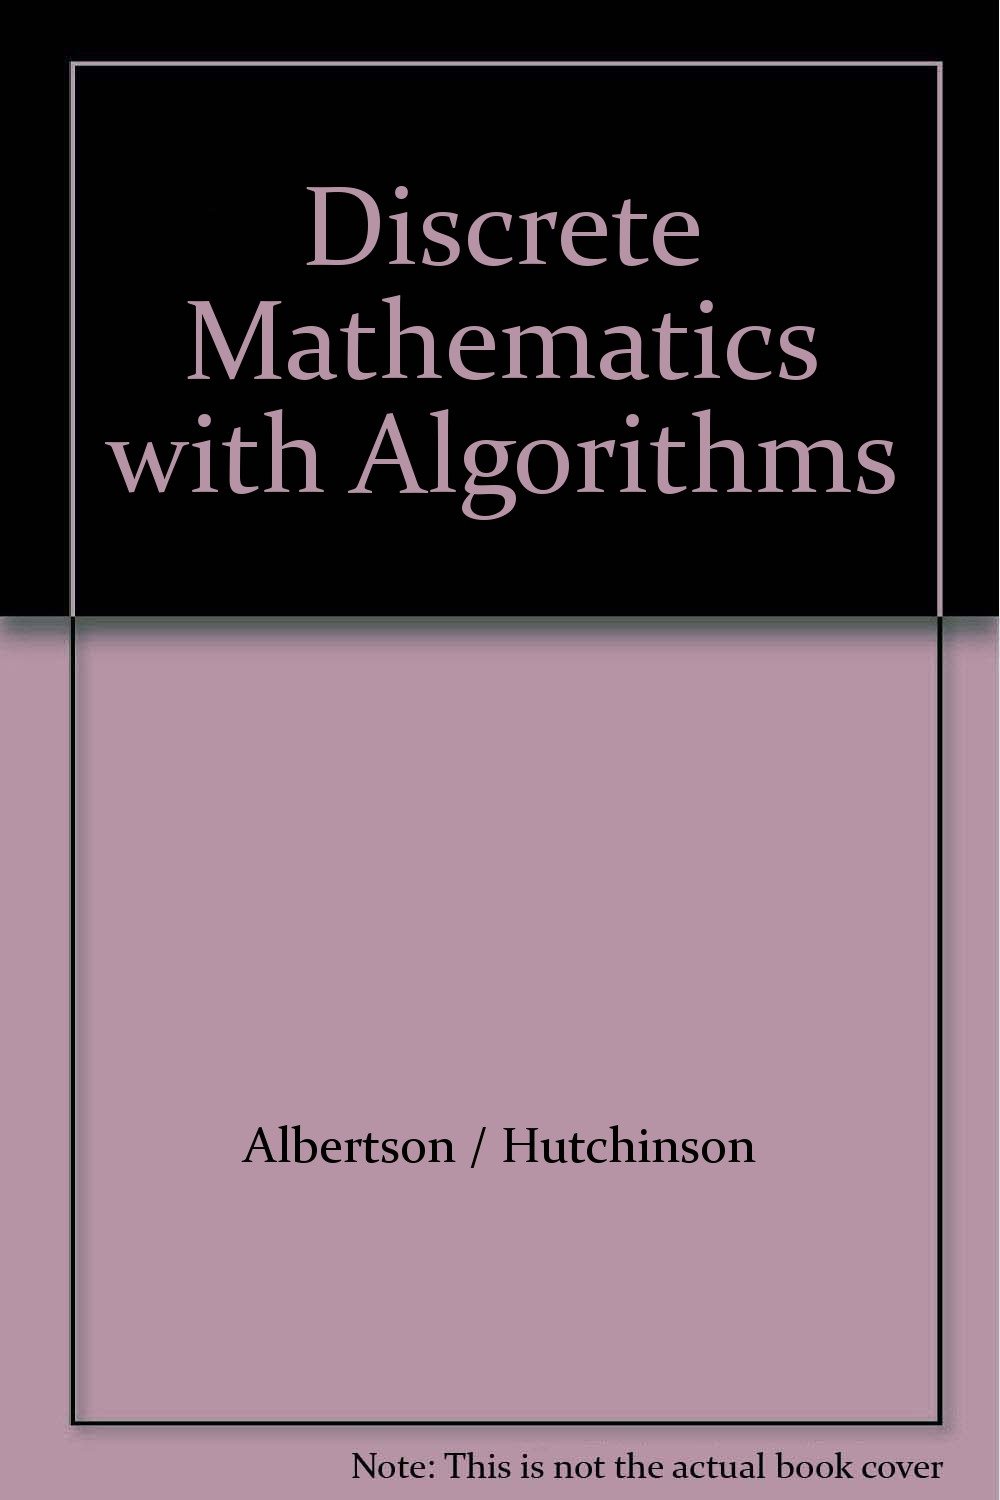 Discrete
Mathematics
with Algorithms
Albertson / Hutchinson
Note: This is not the actual book cover